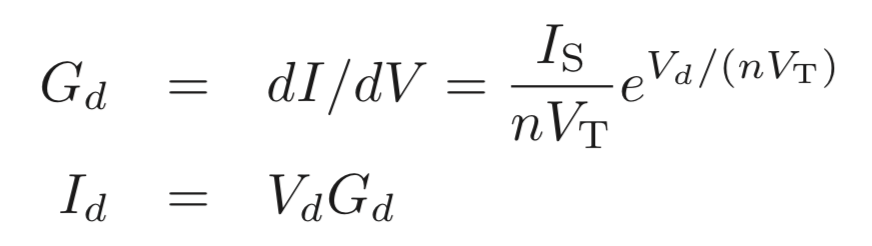 G_d = dI/dV = \frac{I_S}{nV_T} e^{V_d/(nV_T)}
I_d = V_d G_d